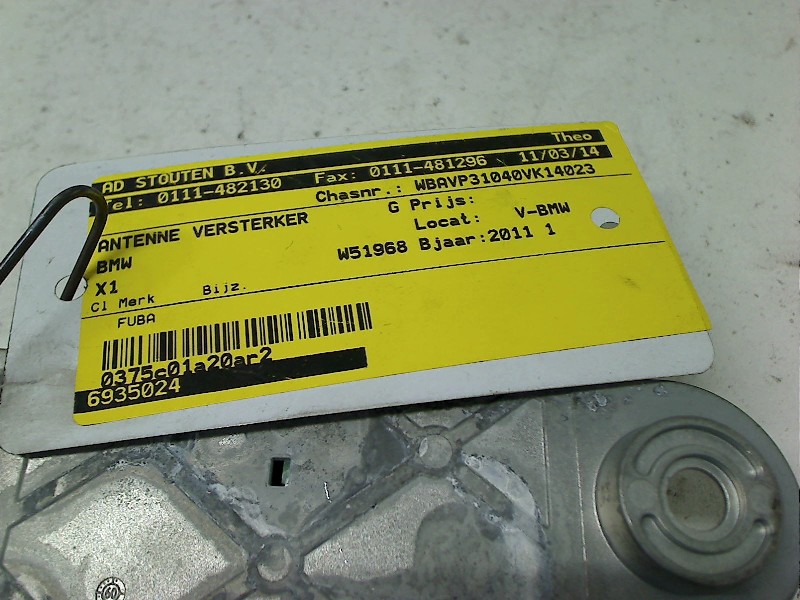 Theo
AD STOUTEN B.V.
Tel: 0111-482130 Fax: 0111-481296 11/03/14
Chasnr.: WBAVP31040VK14023
ANTENNE VERSTERKER G Prijs:
BMW Locat: V-BMW
X1 W51968 Bjaar:2011 1
Cl Merk Bijz.
FUBA
0375c01a20ar2
6935024
60